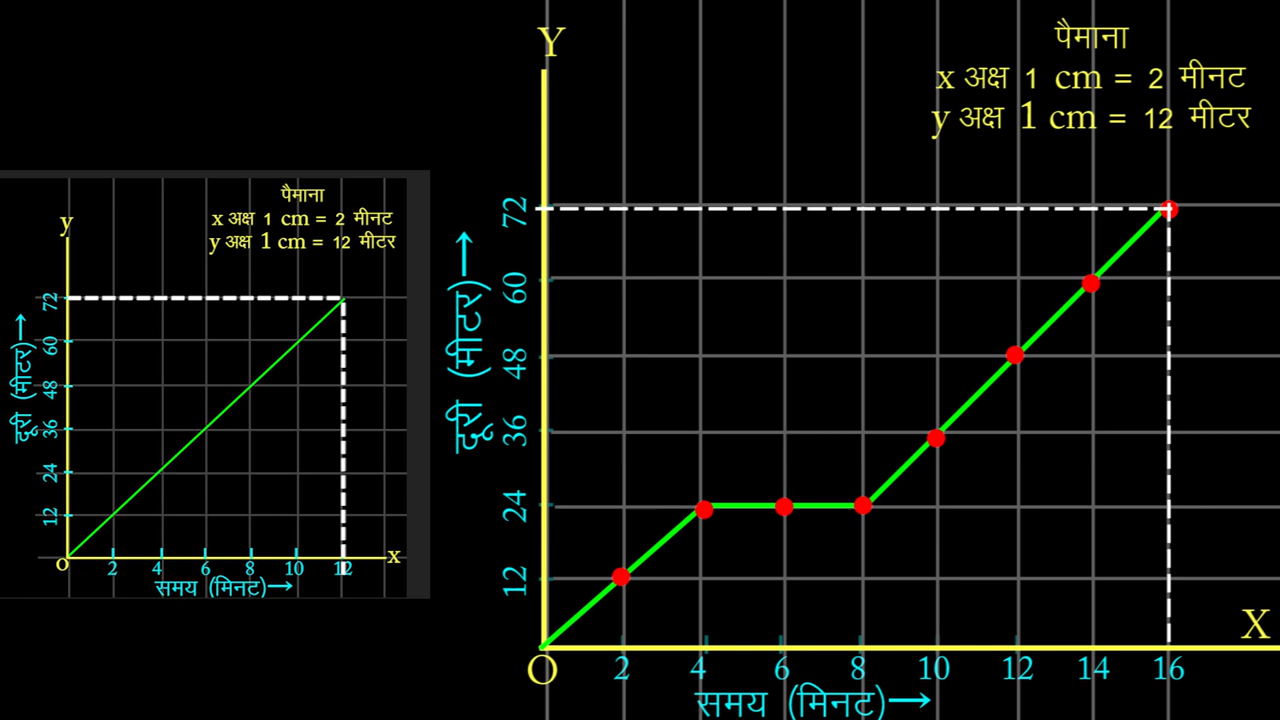 पैमाना
x अक्ष 1 cm = 2 मीनट
y अक्ष 1 cm = 12 मीटर
y
72
60
48
36
24
12
दूरी (मीटर)→
o
2 4 6 8 10 12
x
समय (मिनट)→
पैमाना
x अक्ष 1 cm = 2 मीनट
y अक्ष 1 cm = 12 मीटर
Y
72
60
48
36
24
12
दूरी (मीटर)→
X
O
2 4 6 8 10 12 14 16
समय (मिनट)→